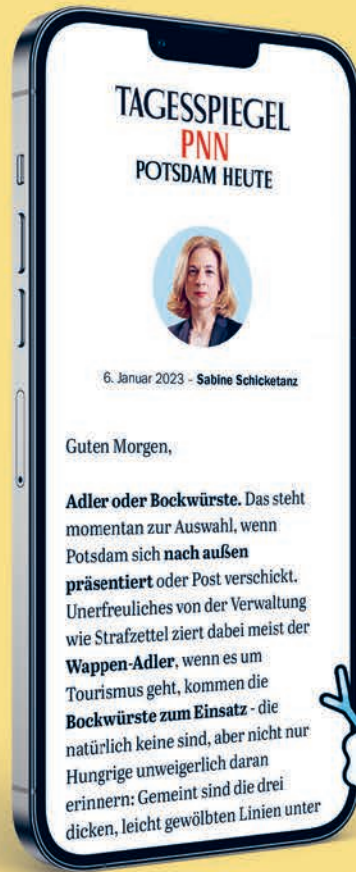 TAGESSPIEGEL
PNN
POTSDAM HEUTE
6. Januar 2023 - Sabine Schicketanz
Guten Morgen,
Adler oder Bockwürste. Das steht
momentan zur Auswahl, wenn
Potsdam sich nach außen
präsentiert oder Post verschickt.
Unerfreuliches von der Verwaltung
wie Strafzettel ziert dabei meist der
Wappen-Adler, wenn es um
Tourismus geht, kommen die
Bockwürste zum Einsatz - die
natürlich keine sind, aber nicht nur
Hungrige unweigerlich daran
erinnern: Gemeint sind die drei
dicken, leicht gewölbten Linien unter